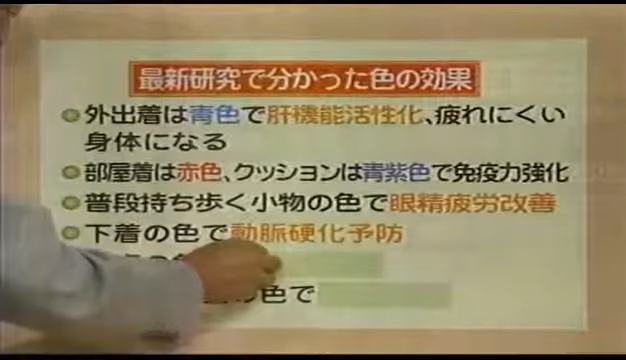 最新研究で分かった色の効果
外出着は青色で肝機能活性化、疲れにくい
身体になる
部屋着は赤色、クッションは青紫色で免疫力強化
普段持ち歩く小物の色で眼精疲労改善
下着の色で動脈硬化予防
の色で